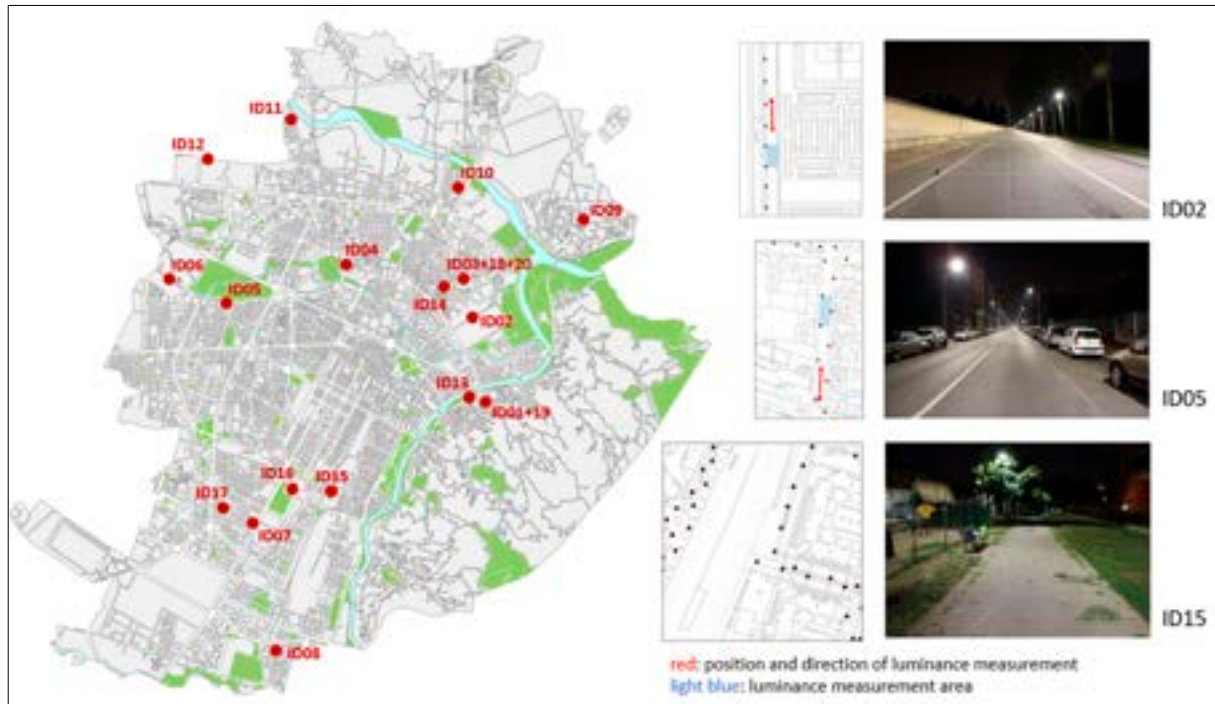 ID11
ID12
ID10
ID09
ID04
ID06
ID03+18+20
ID05
ID14
ID02
ID13
ID01+19
ID16
ID15
ID17
ID07
ID08
ID02
ID05
ID15
red: position and direction of luminance measurement
light blue: luminance measurement area